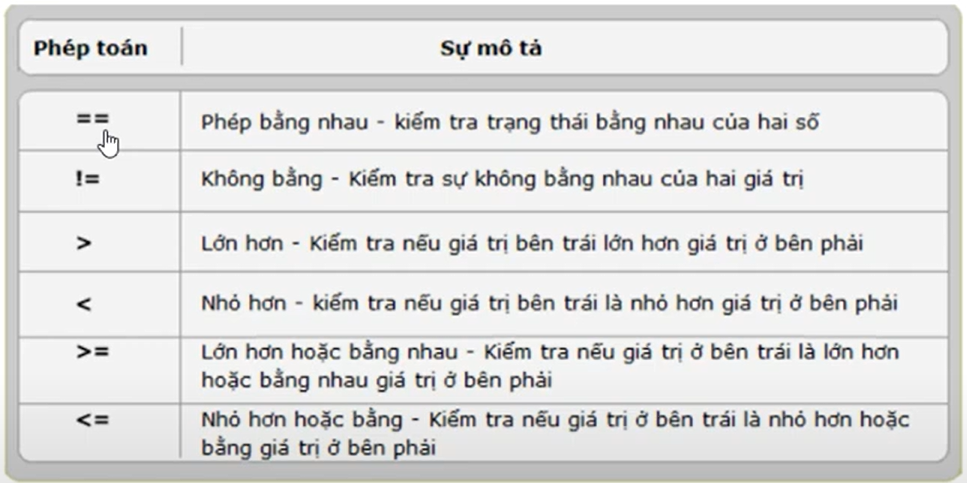 Phép toán Sự mô tả
== Phép bằng nhau - kiểm tra trạng thái bằng nhau của hai số
!= Không bằng - Kiểm tra sự không bằng nhau của hai giá trị
> Lớn hơn - Kiểm tra nếu giá trị bên trái lớn hơn giá trị ở bên phải
< Nhỏ hơn - kiểm tra nếu giá trị bên trái là nhỏ hơn giá trị ở bên phải
>= Lớn hơn hoặc bằng nhau - Kiểm tra nếu giá trị ở bên trái là lớn hơn
hoặc bằng nhau giá trị ở bên phải
<= Nhỏ hơn hoặc bằng - Kiểm tra nếu giá trị ở bên trái là nhỏ hơn hoặc
bằng giá trị ở bên phải